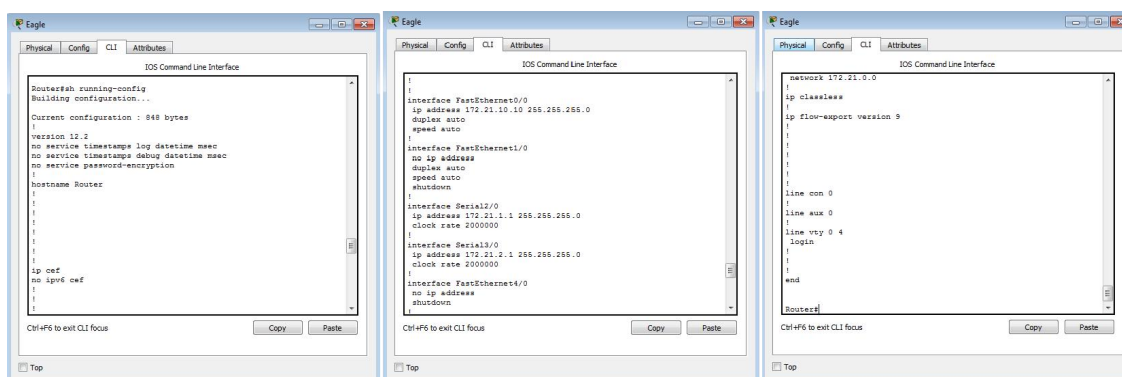 Eagle
Physical Config CLI Attributes
IOS Command Line Interface
Router#sh running-config
Building configuration...
Current configuration : 848 bytes
!
version 12.2
no service timestamps log datetime msec
no service timestamps debug datetime msec
no service password-encryption
!
hostname Router
!
!
!
!
!
!
!
!
ip cef
no ipv6 cef
!
!
!
Ctrl+F6 to exit CLI focus
Copy Paste
Top
Eagle
Physical Config CLI Attributes
IOS Command Line Interface
!
!
interface FastEthernet0/0
ip address 172.21.10.10 255.255.255.0
duplex auto
speed auto
!
interface FastEthernet1/0
no ip address
duplex auto
speed auto
shutdown
!
interface Serial2/0
ip address 172.21.1.1 255.255.255.0
clock rate 2000000
!
interface Serial3/0
ip address 172.21.2.1 255.255.255.0
clock rate 2000000
!
interface FastEthernet4/0
no ip address
shutdown
!
Ctrl+F6 to exit CLI focus
Copy Paste
Top
Eagle
Physical Config CLI Attributes
IOS Command Line Interface
network 172.21.0.0
!
ip classless
!
ip flow-export version 9
!
!
!
!
!
!
!
line con 0
!
line aux 0
!
line vty 0 4
login
!
!
!
end
Router#
Ctrl+F6 to exit CLI focus
Copy Paste
Top